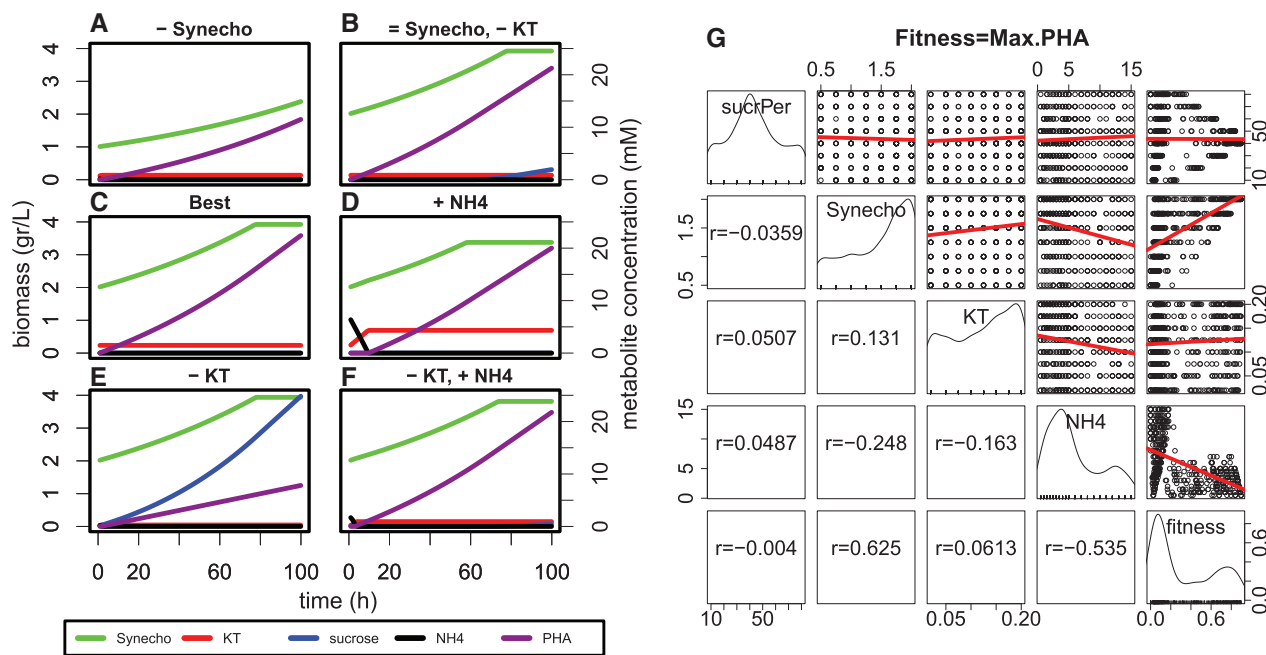 A
− Synecho
B
= Synecho, − KT
C
Best
D
+ NH4
E
− KT
F
− KT, + NH4
4
3
2
1
0
4
3
2
1
0
4
3
2
1
0
20
10
0
20
10
0
20
10
0
biomass (gr/L)
metabolite concentration (mM)
0
20
60
100
0
20
60
100
time (h)
Synecho
KT
sucrose
NH4
PHA
G
Fitness=Max.PHA
0.5
1.5
0
5
15
sucrPer
10
50
0.5
1.5
Synecho
r=−0.0359
KT
r=0.0507
r=0.131
0.05
0.20
0
5
15
NH4
r=0.0487
r=−0.248
r=−0.163
fitness
r=−0.004
r=0.625
r=0.0613
r=−0.535
0.0
0.6
10
50
0.05
0.20
0.0
0.6